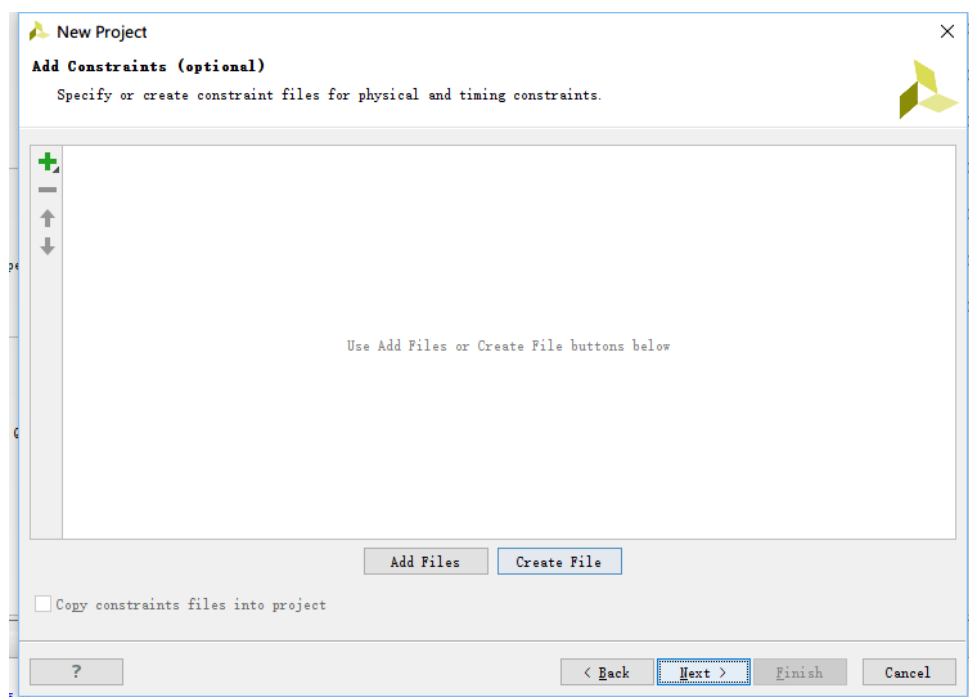 New Project
Add Constraints (optional)
Specify or create constraint files for physical and timing constraints.
Use Add Files or Create File buttons below
Add Files
Create File
Copy constraints files into project
?
< Back
Next >
Finish
Cancel